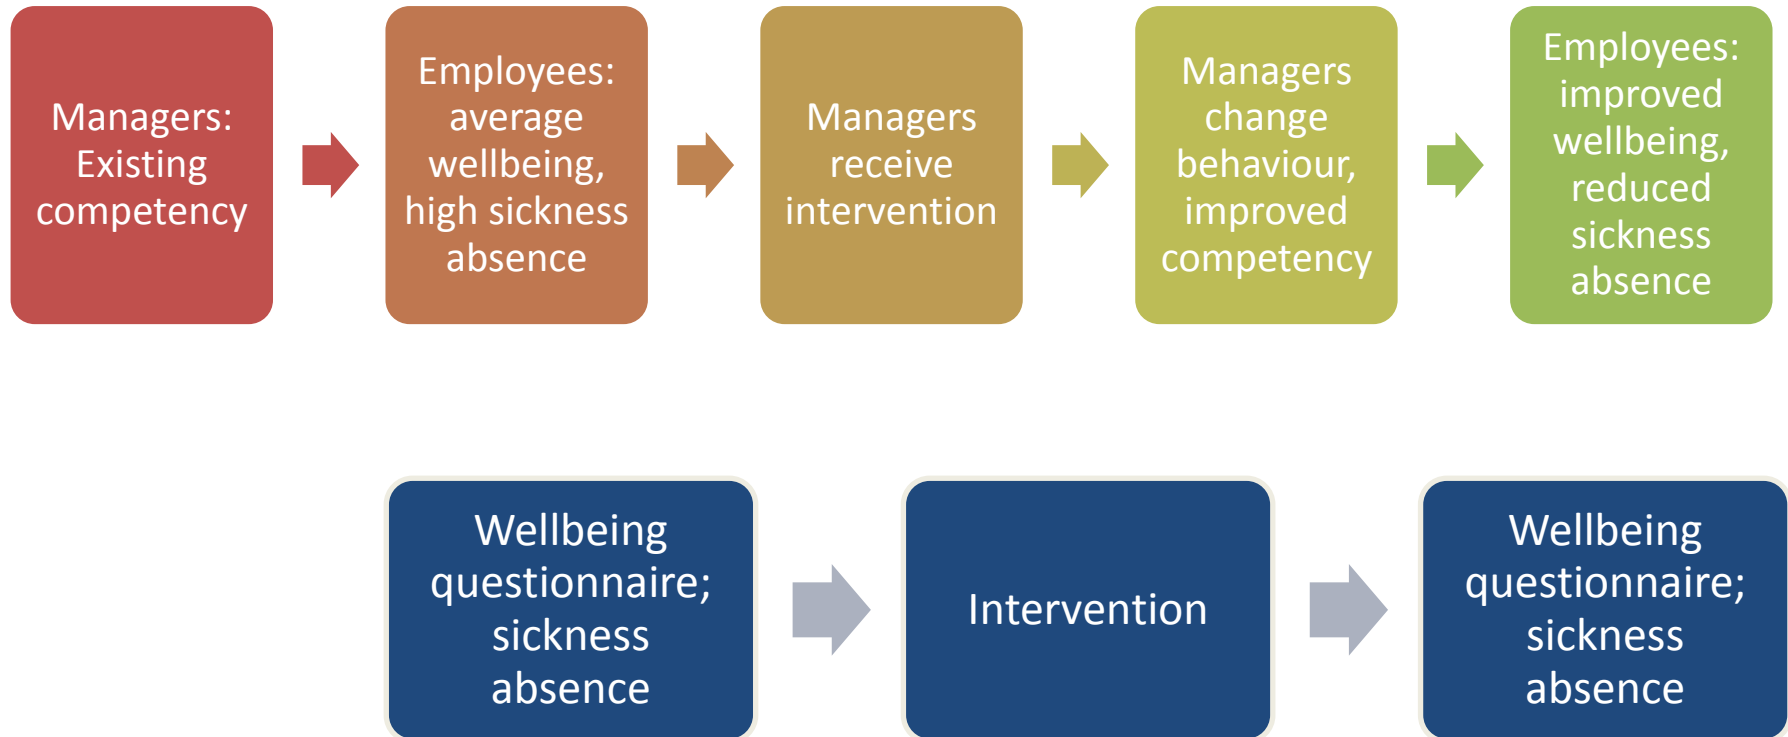 Managers:
Existing
competency
Employees:
average
wellbeing,
high sickness
absence
Managers
receive
intervention
Managers
change
behaviour,
improved
competency
Employees:
improved
wellbeing,
reduced
sickness
absence
Wellbeing
questionnaire;
sickness
absence
Intervention
Wellbeing
questionnaire;
sickness
absence